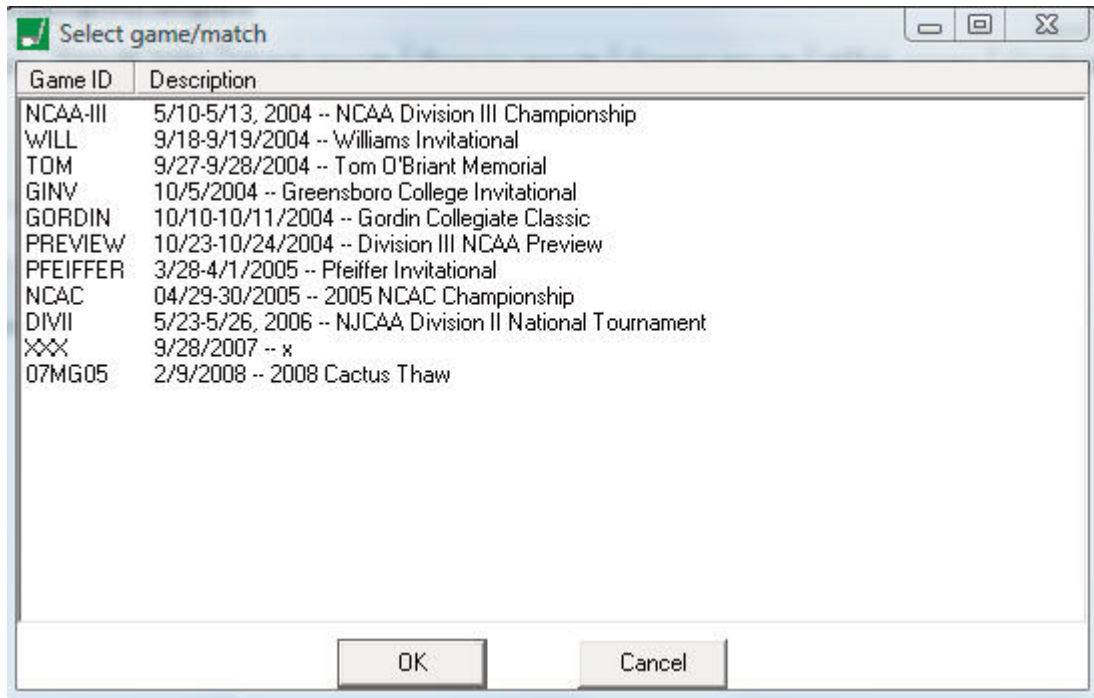 Select game/match
Game ID Description
NCAA-III 5/10-5/13, 2004 -- NCAA Division III Championship
WILL 9/18-9/19/2004 -- Williams Invitational
TOM 9/27-9/28/2004 -- Tom O'Briant Memorial
GINV 10/5/2004 -- Greensboro College Invitational
GORDIN 10/10-10/11/2004 -- Gordin Collegiate Classic
PREVIEW 10/23-10/24/2004 -- Division III NCAA Preview
PFEIFFER 3/28-4/1/2005 -- Pfeiffer Invitational
NCAC 04/29-30/2005 -- 2005 NCAC Championship
DIVII 5/23-5/26, 2006 -- NJCAA Division II National Tournament
XXX 9/28/2007 -- x
07MG05 2/9/2008 -- 2008 Cactus Thaw
OK Cancel